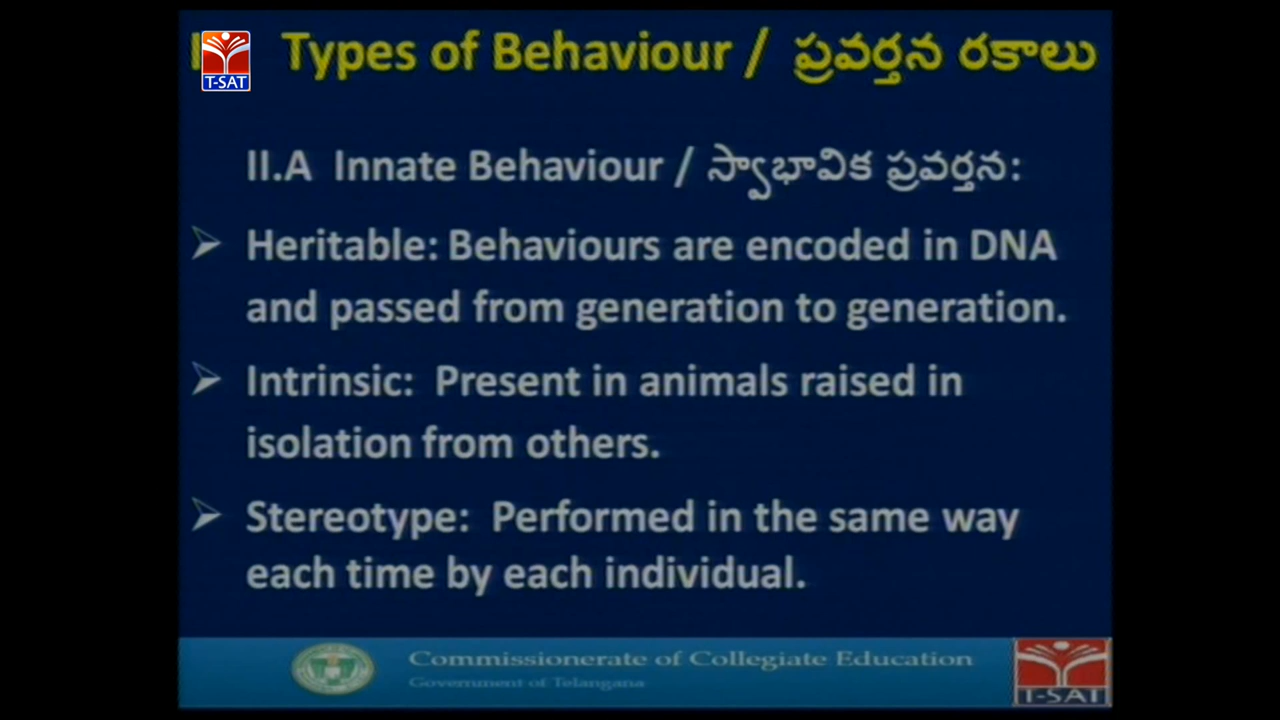 T-SAT
Types of Behaviour / ప్రవర్తన రకాలు
II.A Innate Behaviour / స్వాభావిక ప్రవర్తన:
➢ Heritable: Behaviours are encoded in DNA
and passed from generation to generation.
➢ Intrinsic: Present in animals raised in
isolation from others.
➢ Stereotype: Performed in the same way
each time by each individual.
Commissionerate of Collegiate Education
Government of Telangana
T-SAT